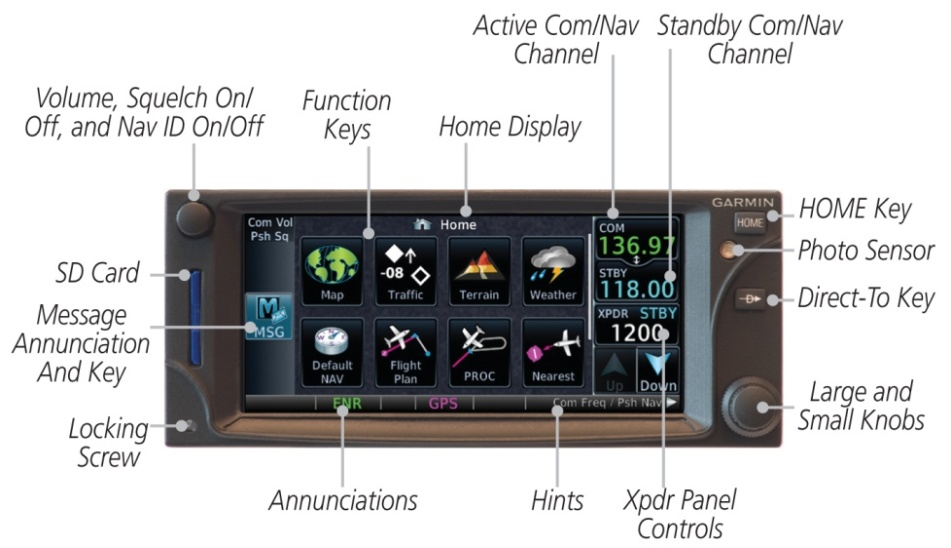 Active Com/Nav
Channel
Standby Com/Nav
Channel
Volume, Squelch On/
Off, and Nav ID On/Off
Function
Keys
Home Display
GARMIN
HOME
HOME Key
Com Vol
Psh Sq
Home
COM
136.97
Photo Sensor
SD Card
Map
-08
Traffic
Terrain
Weather
STBY
118.00
Direct-To Key
Message
Annunciation
And Key
MSG
XPDR STBY
1200
Default
NAV
Flight
Plan
PROC
Nearest
Up
Down
Large and
Small Knobs
ENR
GPS
Com Freq / Psh Nav
Locking
Screw
Annunciations
Hints
Xpdr Panel
Controls